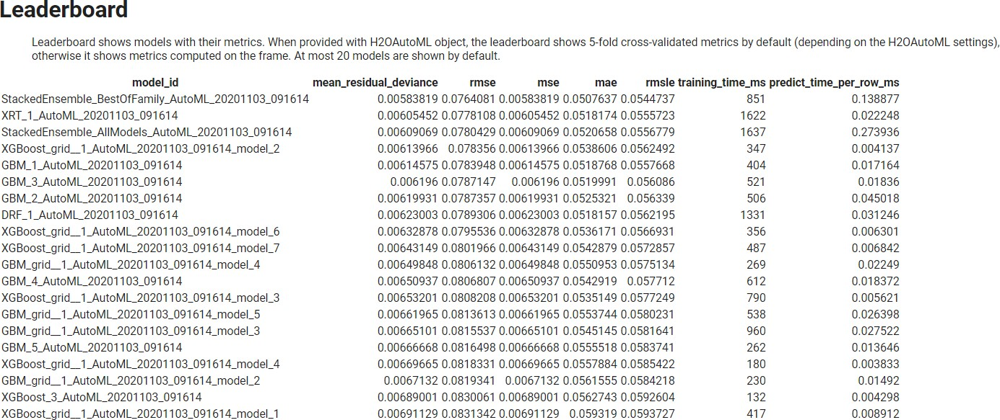 Leaderboard
Leaderboard shows models with their metrics. When provided with H2OAutoML object, the leaderboard shows 5-fold cross-validated metrics by default (depending on the H2OAutoML settings),
otherwise it shows metrics computed on the frame. At most 20 models are shown by default.
model_id mean_residual_deviance rmse mse mae rmsle training_time_ms predict_time_per_row_ms
StackedEnsemble_BestOfFamily_AutoML_20201103_091614 0.00583819 0.0764081 0.00583819 0.0507637 0.0544737 851 0.138877
XRT_1_AutoML_20201103_091614 0.00605452 0.0778108 0.00605452 0.0518174 0.0555723 1622 0.022248
StackedEnsemble_AllModels_AutoML_20201103_091614 0.00609069 0.0780429 0.00609069 0.0520658 0.0556779 1637 0.273936
XGBoost_grid__1_AutoML_20201103_091614_model_2 0.00613966 0.078356 0.00613966 0.0538606 0.0562492 347 0.004137
GBM_1_AutoML_20201103_091614 0.00614575 0.0783948 0.00614575 0.0518768 0.0557668 404 0.017164
GBM_3_AutoML_20201103_091614 0.006196 0.0787147 0.006196 0.0519991 0.056086 521 0.01836
GBM_2_AutoML_20201103_091614 0.00619931 0.0787357 0.00619931 0.0525321 0.056339 506 0.045018
DRF_1_AutoML_20201103_091614 0.00623003 0.0789306 0.00623003 0.0518157 0.0562195 1331 0.031246
XGBoost_grid__1_AutoML_20201103_091614_model_6 0.00632878 0.0795536 0.00632878 0.0536171 0.0566931 356 0.006301
XGBoost_grid__1_AutoML_20201103_091614_model_7 0.00643149 0.0801966 0.00643149 0.0542879 0.0572857 487 0.006842
GBM_grid__1_AutoML_20201103_091614_model_4 0.00649848 0.0806132 0.00649848 0.0550953 0.0575134 269 0.02249
GBM_4_AutoML_20201103_091614 0.00650937 0.0806807 0.00650937 0.0542919 0.057712 612 0.018372
XGBoost_grid__1_AutoML_20201103_091614_model_3 0.00653201 0.0808208 0.00653201 0.0535149 0.0577249 790 0.005621
GBM_grid__1_AutoML_20201103_091614_model_5 0.00661965 0.0813613 0.00661965 0.0553744 0.0580231 538 0.026398
GBM_grid__1_AutoML_20201103_091614_model_3 0.00665101 0.0815537 0.00665101 0.0545145 0.0581641 960 0.027522
GBM_5_AutoML_20201103_091614 0.00666668 0.0816498 0.00666668 0.0555518 0.0583741 262 0.013646
XGBoost_grid__1_AutoML_20201103_091614_model_4 0.00669665 0.0818331 0.00669665 0.0557884 0.0585422 180 0.003833
GBM_grid__1_AutoML_20201103_091614_model_2 0.0067132 0.0819341 0.0067132 0.0561555 0.0584218 230 0.01492
XGBoost_3_AutoML_20201103_091614 0.00689001 0.0830061 0.00689001 0.0562743 0.0592604 132 0.004298
XGBoost_grid__1_AutoML_20201103_091614_model_1 0.00691129 0.0831342 0.00691129 0.059319 0.0593727 417 0.008912